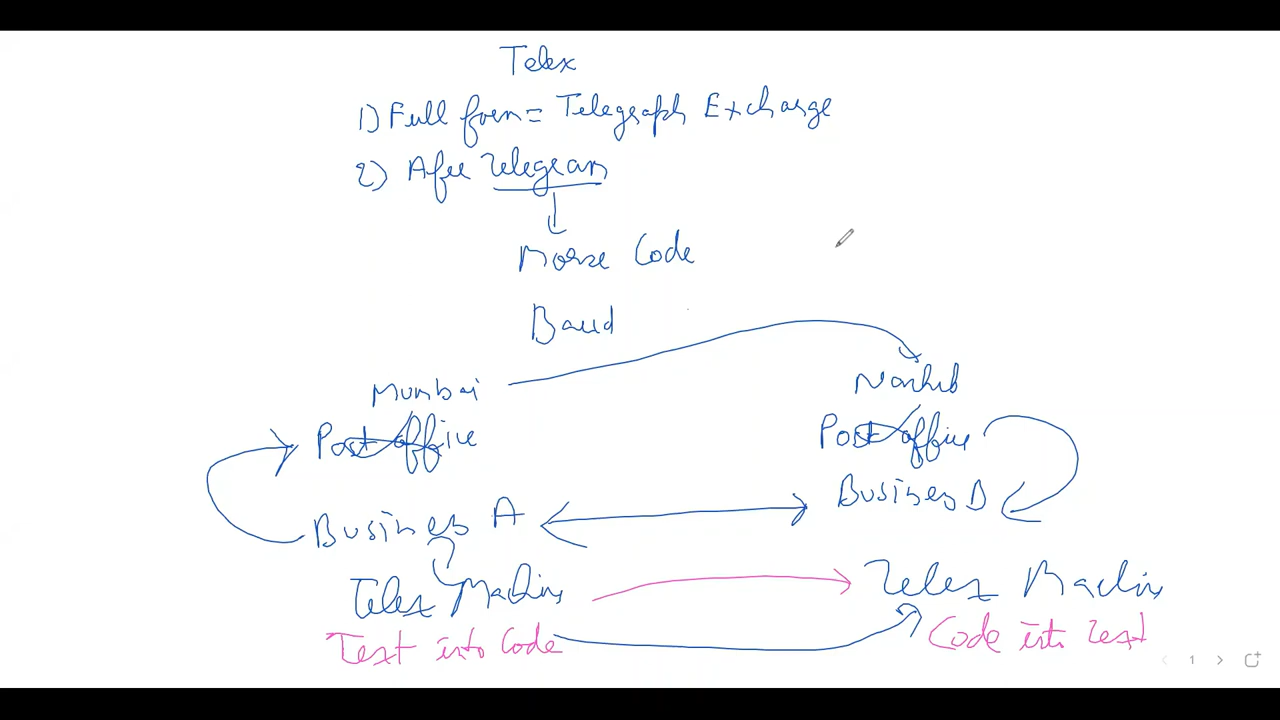 Telex
1) Full form = Telegraph Exchange
2) After Telegram
Morse Code
Baud
Mumbai
Nashik
Post office
Post office
Business B
Business A
Telex Machine
Telex Machine
Text into Code
Code into Text
1